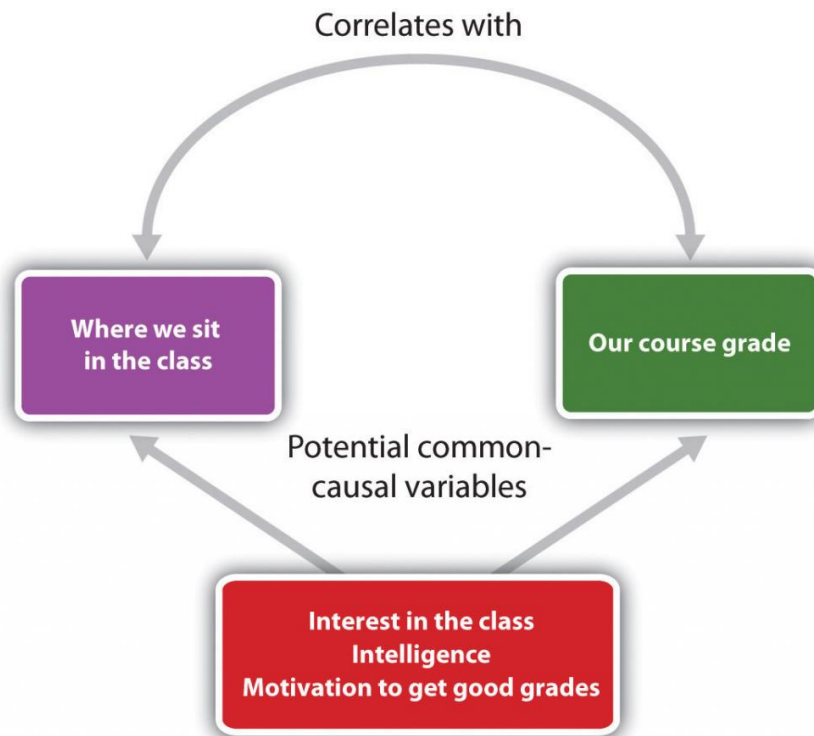 Correlates with
Where we sit
in the class
Our course grade
Potential common-
causal variables
Interest in the class
Intelligence
Motivation to get good grades